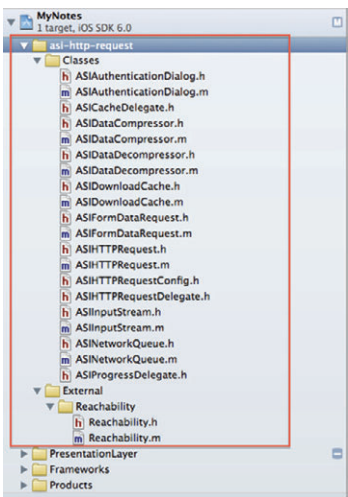 MyNotes
1 target, iOS SDK 6.0
M
asi-http-request
Classes
h ASIAuthenticationDialog.h
m ASIAuthenticationDialog.m
h ASICacheDelegate.h
h ASIDataCompressor.h
m ASIDataCompressor.m
h ASIDataDecompressor.h
m ASIDataDecompressor.m
h ASIDownloadCache.h
m ASIDownloadCache.m
h ASIFormDataRequest.h
m ASIFormDataRequest.m
h ASIHTTPRequest.h
m ASIHTTPRequest.m
h ASIHTTPRequestConfig.h
h ASIHTTPRequestDelegate.h
h ASIInputStream.h
m ASIInputStream.m
h ASINetworkQueue.h
m ASINetworkQueue.m
h ASIProgressDelegate.h
External
Reachability
h Reachability.h
m Reachability.m
PresentationLayer
Frameworks
Products